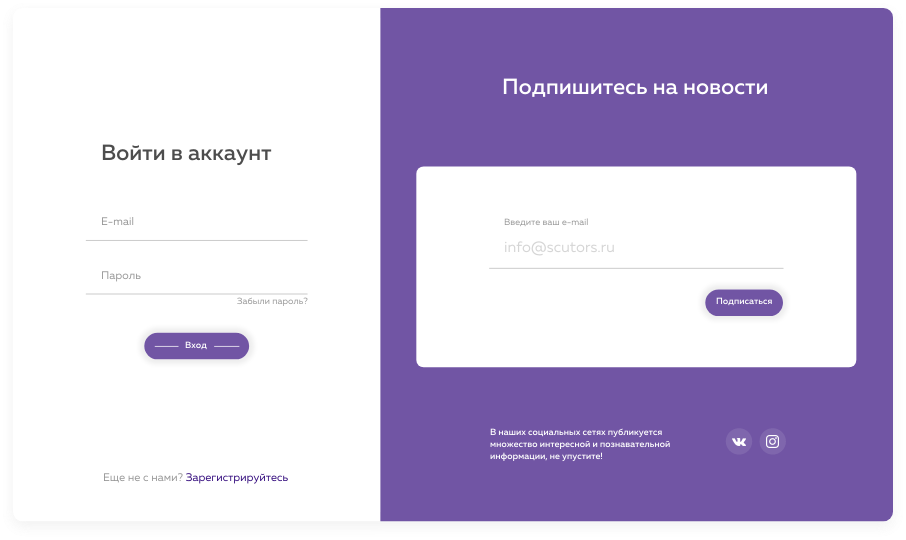 Войти в аккаунт
E-mail
Пароль
Забыли пароль?
Вход
Еще не с нами? Зарегистрируйтесь
Подпишитесь на новости
Введите ваш e-mail
info@scutors.ru
Подписаться
В наших социальных сетях публикуется
множество интересной и познавательной
информации, не упустите!